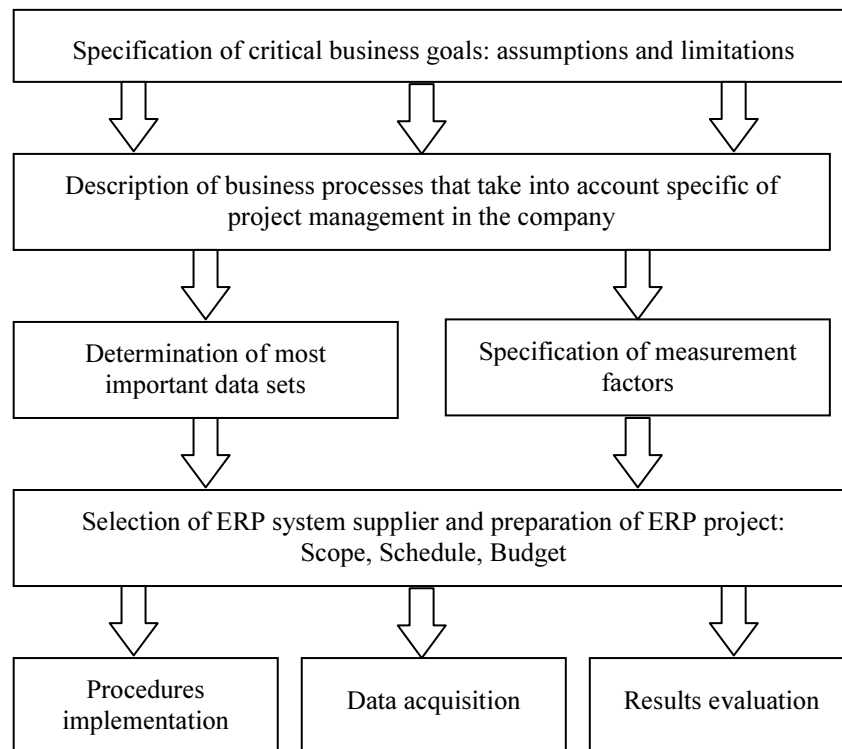 Specification of critical business goals: assumptions and limitations
Description of business processes that take into account specific of
project management in the company
Determination of most
important data sets
Specification of measurement
factors
Selection of ERP system supplier and preparation of ERP project:
Scope, Schedule, Budget
Procedures
implementation
Data acquisition
Results evaluation